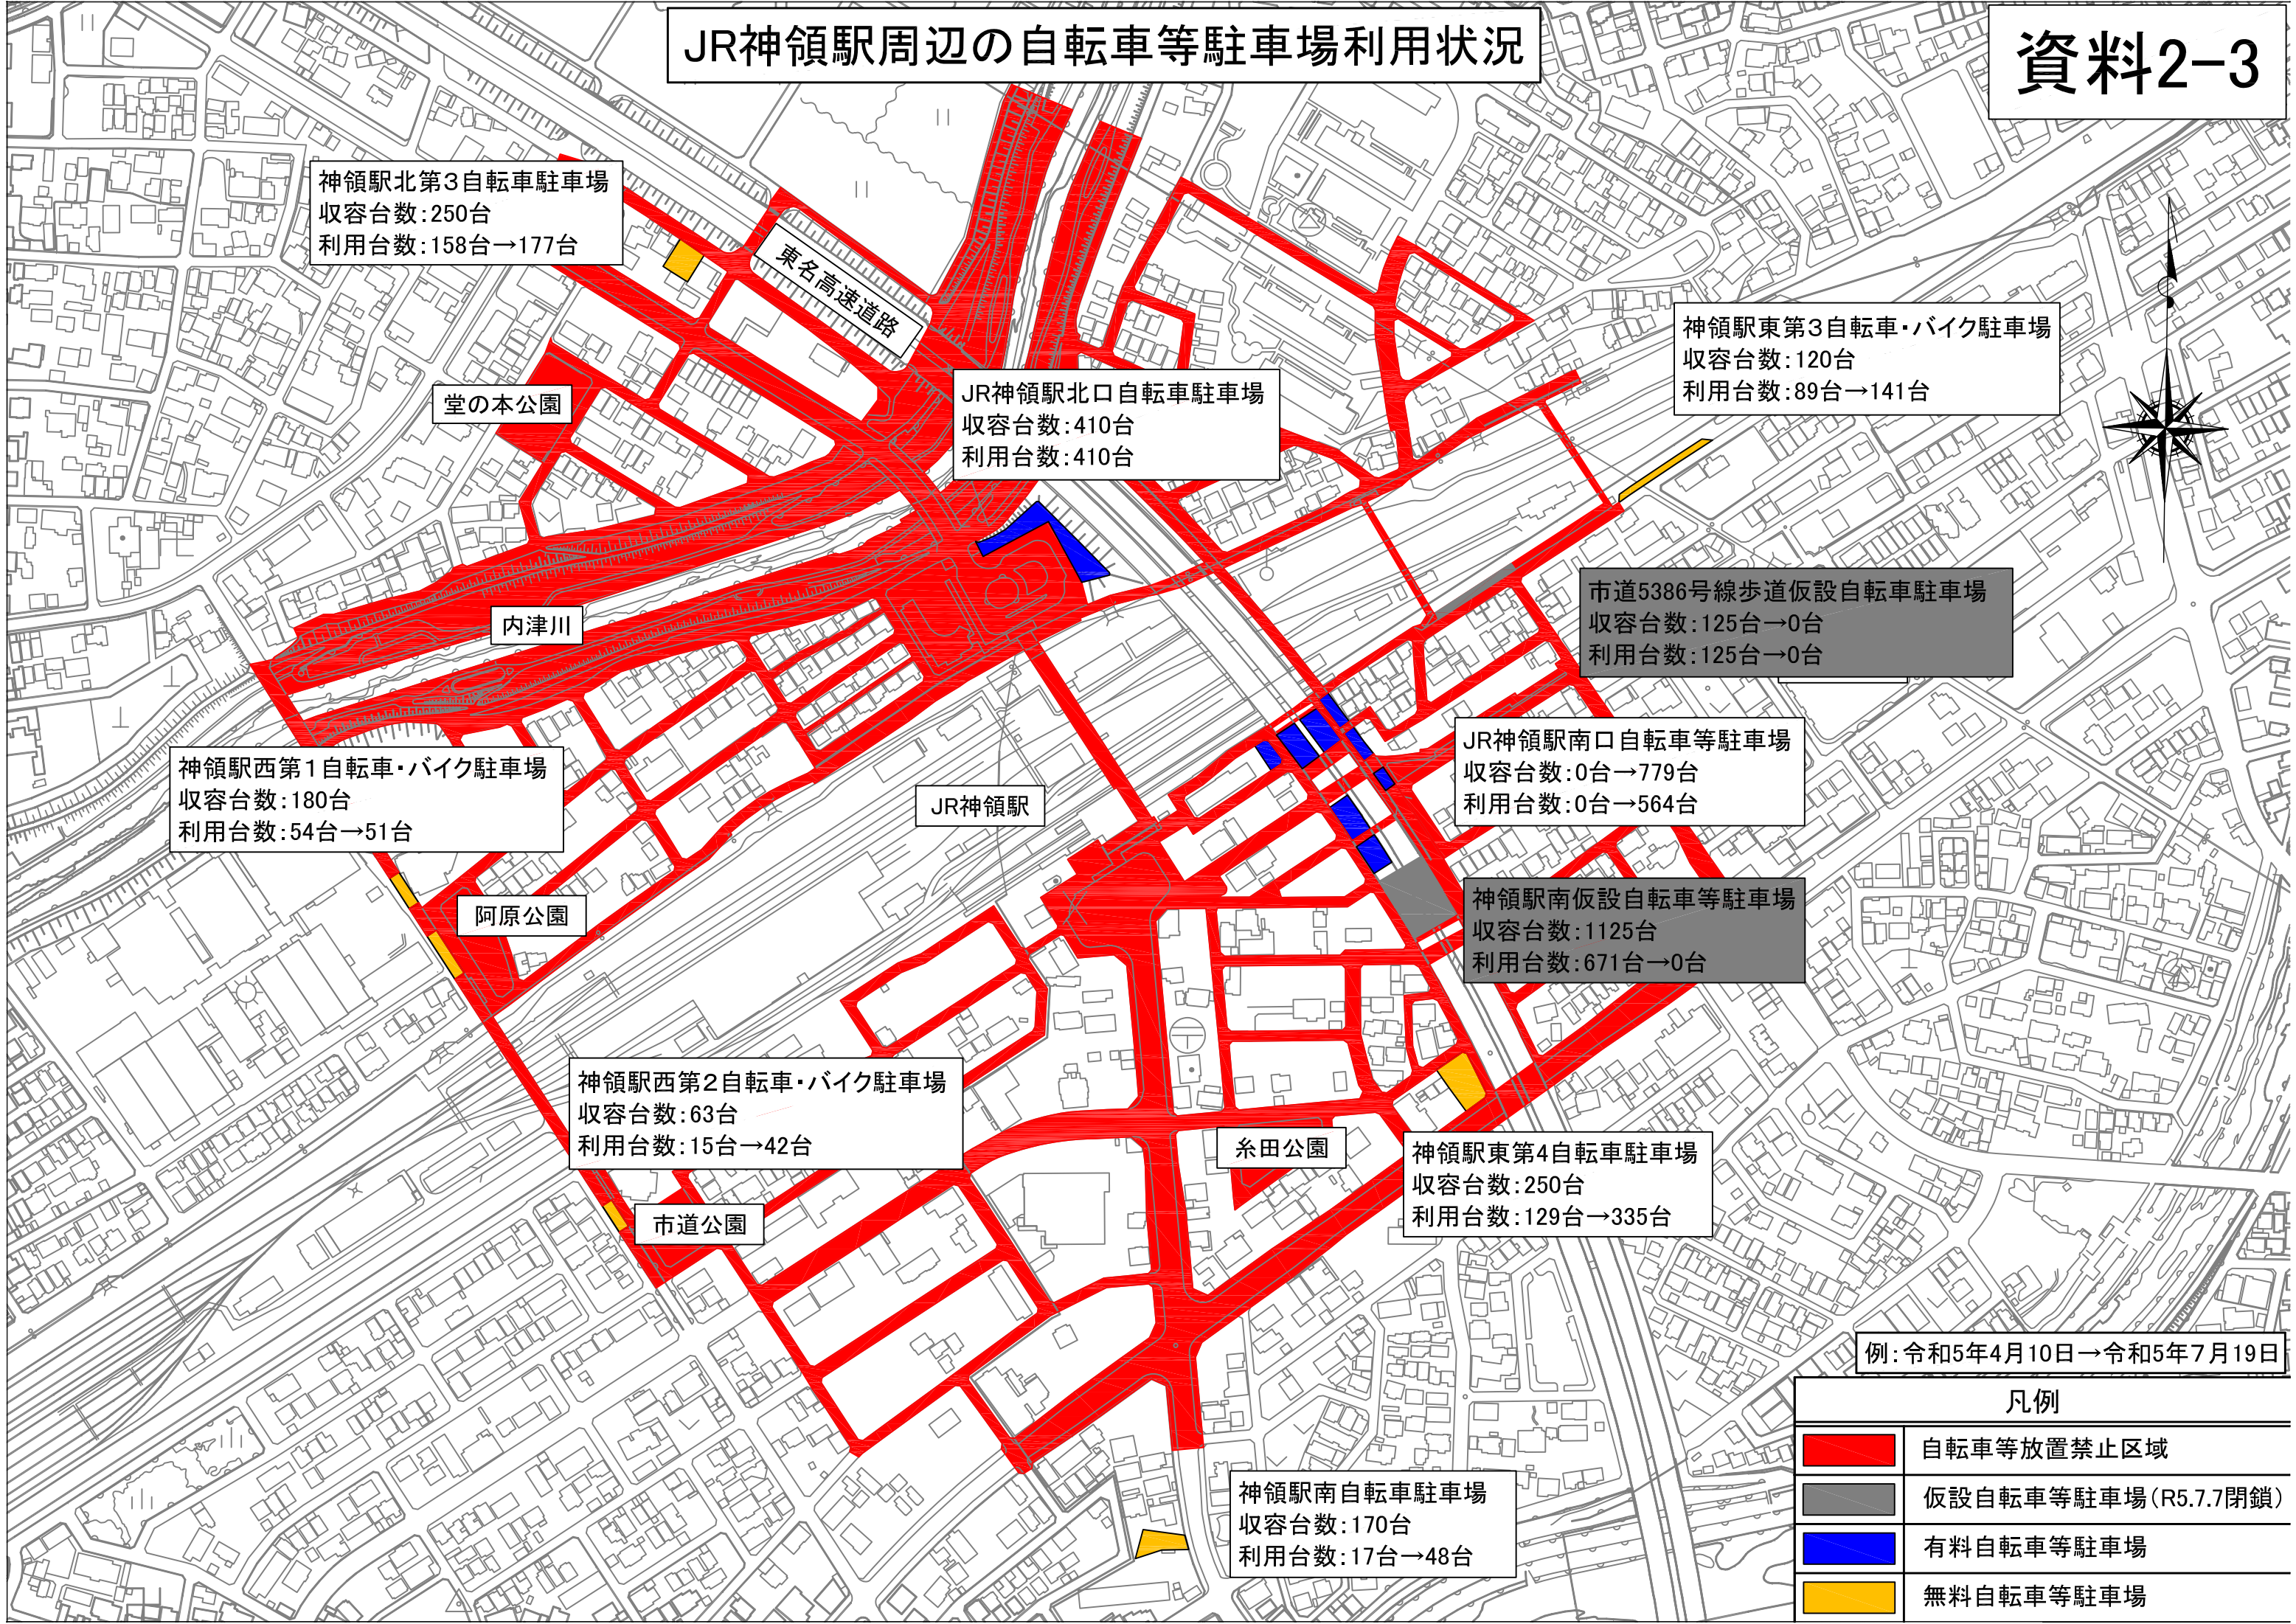 JR神領駅周辺の自転車等駐車場利用状況
資料2-3
神領駅北第3自転車駐車場
収容台数:250台
利用台数:158台→177台
東名高速道路
堂の本公園
JR神領駅北口自転車駐車場
収容台数:410台
利用台数:410台
神領駅東第3自転車・バイク駐車場
収容台数:120台
利用台数:89台→141台
内津川
市道5386号線歩道仮設自転車駐車場
収容台数:125台→0台
利用台数:125台→0台
神領駅西第1自転車・バイク駐車場
収容台数:180台
利用台数:54台→51台
JR神領駅
JR神領駅南口自転車等駐車場
収容台数:0台→779台
利用台数:0台→564台
阿原公園
神領駅南仮設自転車等駐車場
収容台数:1125台
利用台数:671台→0台
神領駅西第2自転車・バイク駐車場
収容台数:63台
利用台数:15台→42台
市道公園
糸田公園
神領駅東第4自転車駐車場
収容台数:250台
利用台数:129台→335台
神領駅南自転車駐車場
収容台数:170台
利用台数:17台→48台
例:令和5年4月10日→令和5年7月19日
凡例
自転車等放置禁止区域
仮設自転車等駐車場(R5.7.7閉鎖)
有料自転車等駐車場
無料自転車等駐車場